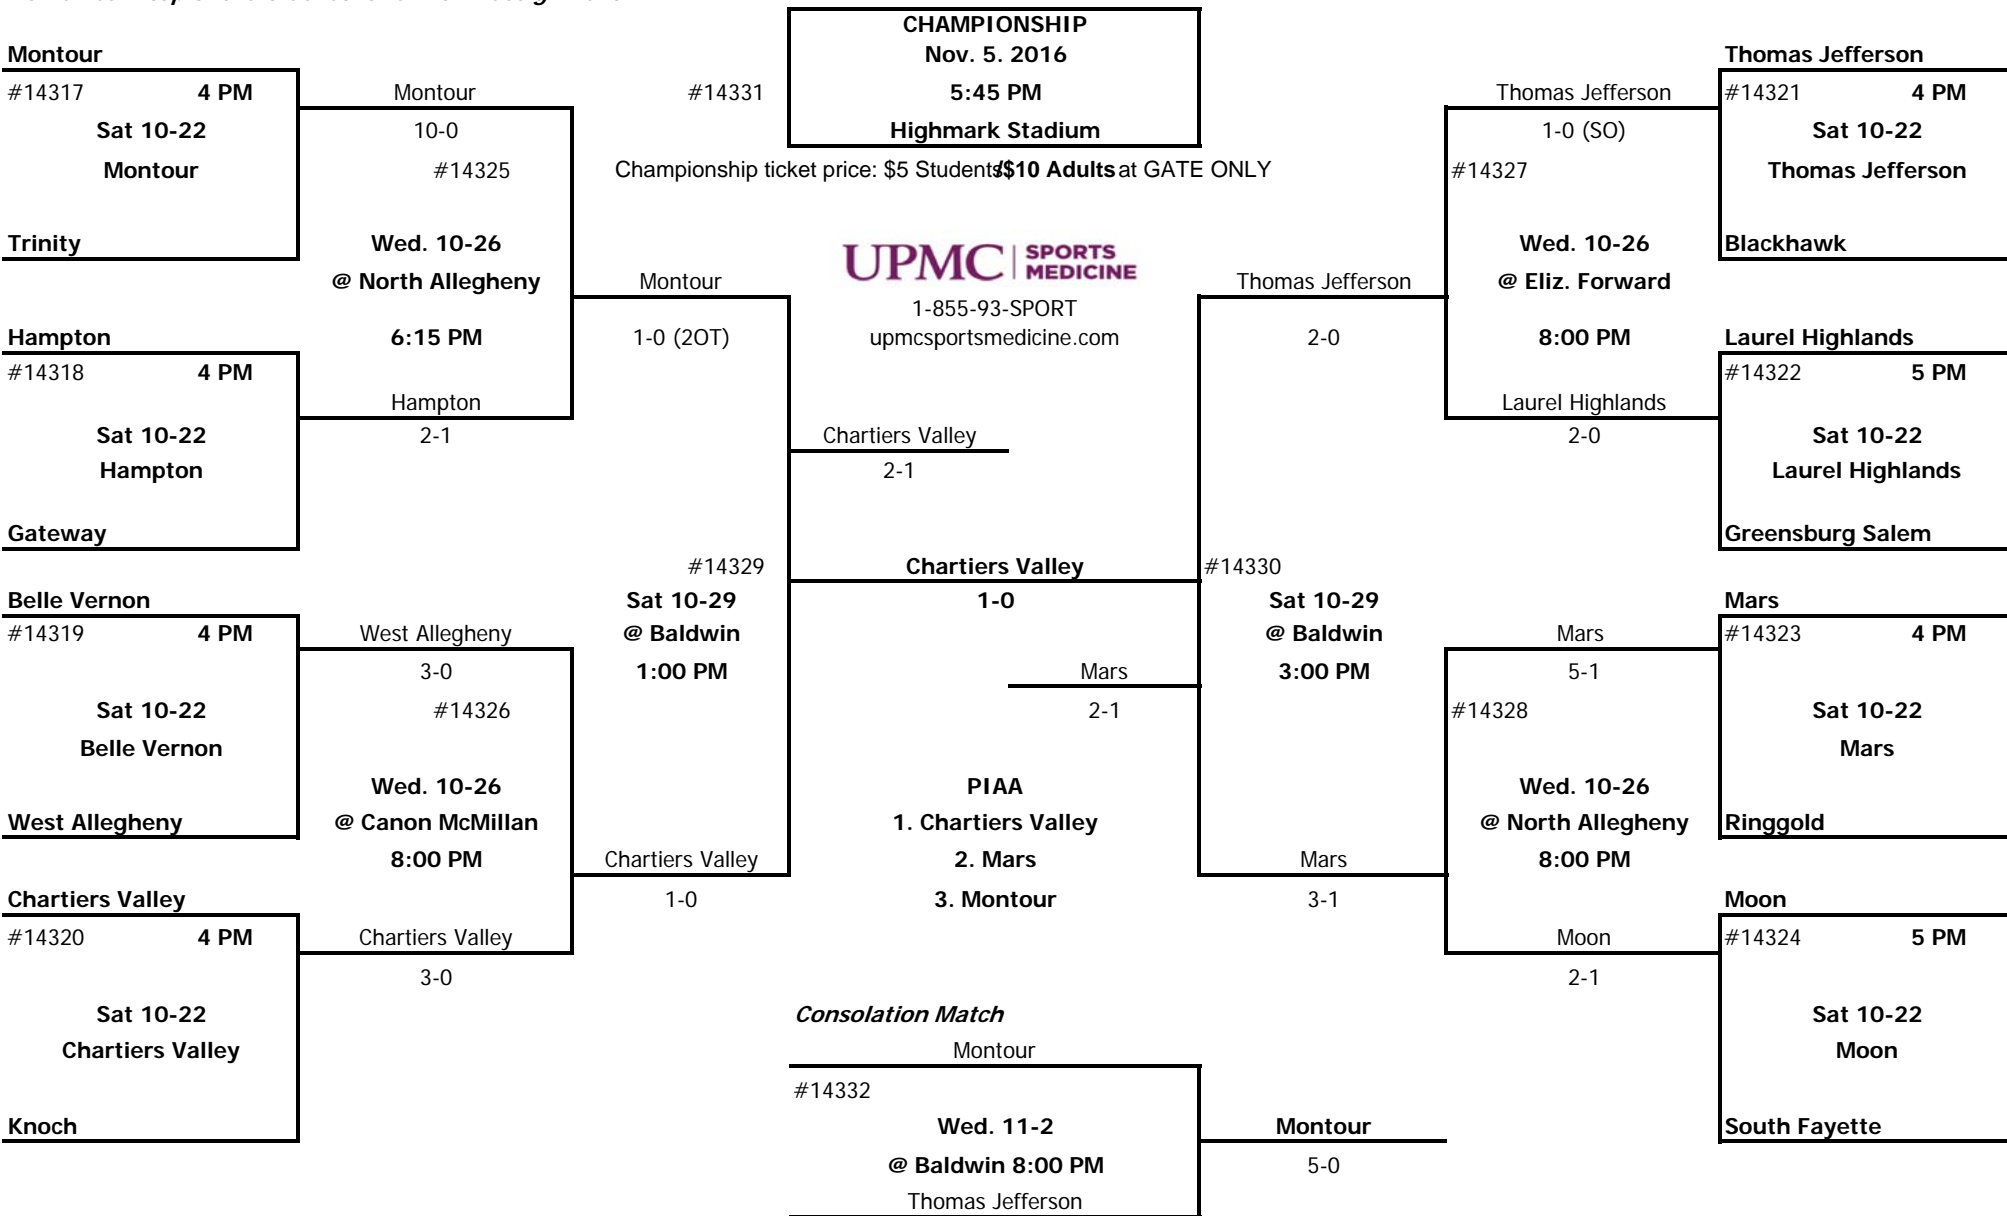 CHAMPIONSHIP
Nov. 5. 2016
5:45 PM
Highmark Stadium
#14331
Championship ticket price: $5 Students/$10 Adults at GATE ONLY
UPMC | SPORTS MEDICINE
1-855-93-SPORT
upmcsportsmedicine.com
Montour
#14317 4 PM
Sat 10-22
Montour
Trinity
Hampton
#14318 4 PM
Sat 10-22
Hampton
Gateway
Belle Vernon
#14319 4 PM
Sat 10-22
Belle Vernon
West Allegheny
Chartiers Valley
#14320 4 PM
Sat 10-22
Chartiers Valley
Knoch
Montour
10-0
#14325
Wed. 10-26
@ North Allegheny
6:15 PM
Hampton
2-1
West Allegheny
3-0
#14326
Wed. 10-26
@ Canon McMillan
8:00 PM
Chartiers Valley
3-0
Montour
1-0 (2OT)
#14329
Sat 10-29
@ Baldwin
1:00 PM
Chartiers Valley
1-0
Chartiers Valley
2-1
Chartiers Valley
1-0
Mars
2-1
PIAA
1. Chartiers Valley
2. Mars
3. Montour
Consolation Match
Montour
#14332
Wed. 11-2
@ Baldwin 8:00 PM
Thomas Jefferson
Montour
5-0
Thomas Jefferson
2-0
#14330
Sat 10-29
@ Baldwin
3:00 PM
Mars
3-1
Thomas Jefferson
1-0 (SO)
#14327
Wed. 10-26
@ Eliz. Forward
8:00 PM
Laurel Highlands
2-0
Mars
5-1
#14328
Wed. 10-26
@ North Allegheny
8:00 PM
Moon
2-1
Thomas Jefferson
#14321 4 PM
Sat 10-22
Thomas Jefferson
Blackhawk
Laurel Highlands
#14322 5 PM
Sat 10-22
Laurel Highlands
Greensburg Salem
Mars
#14323 4 PM
Sat 10-22
Mars
Ringgold
Moon
#14324 5 PM
Sat 10-22
Moon
South Fayette